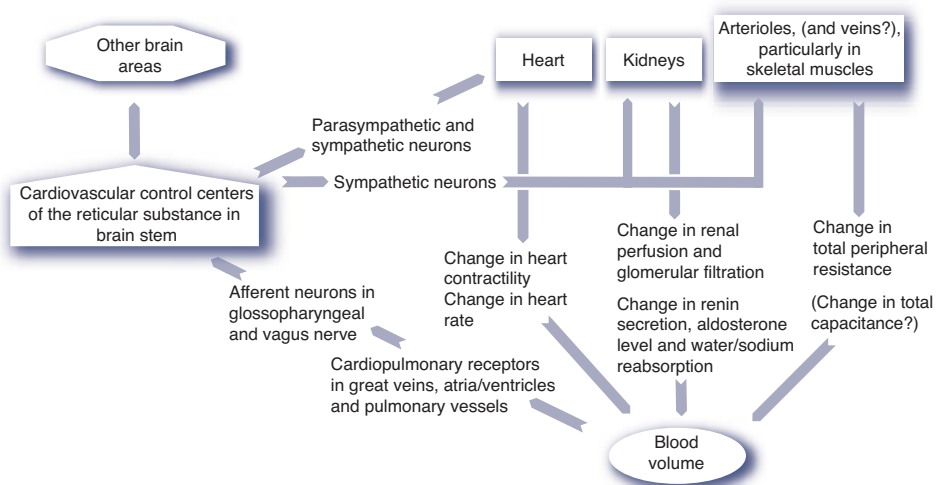 Other brain
areas
Heart
Kidneys
Arterioles, (and veins?),
particularly in
skeletal muscles
Parasympathetic and
sympathetic neurons
Sympathetic neurons
Cardiovascular control centers
of the reticular substance in
brain stem
Afferent neurons in
glossopharyngeal
and vagus nerve
Cardiopulmonary receptors
in great veins, atria/ventricles
and pulmonary vessels
Change in heart
contractility
Change in heart
rate
Change in renal
perfusion and
glomerular filtration
Change in renin
secretion, aldosterone
level and water/sodium
reabsorption
Change in
total peripheral
resistance
(Change in total
capacitance?)
Blood
volume